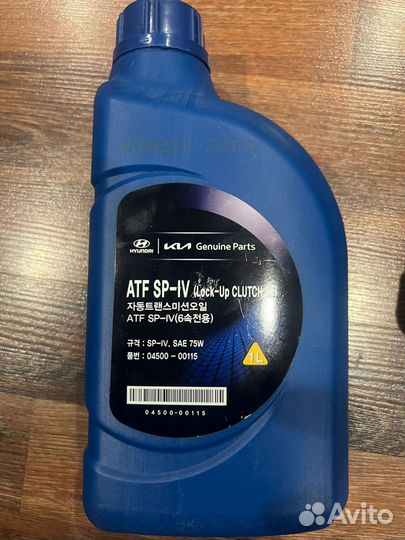 HYUNDAI KIA Genuine Parts
ATF SP-IV (Lock-Up CLUTCH
자동트랜스미션오일
ATF SP-IV(6속전용)
1L
규격 : SP-IV, SAE 75W
품번 : 04500 - 00115
04500-00115
Avito